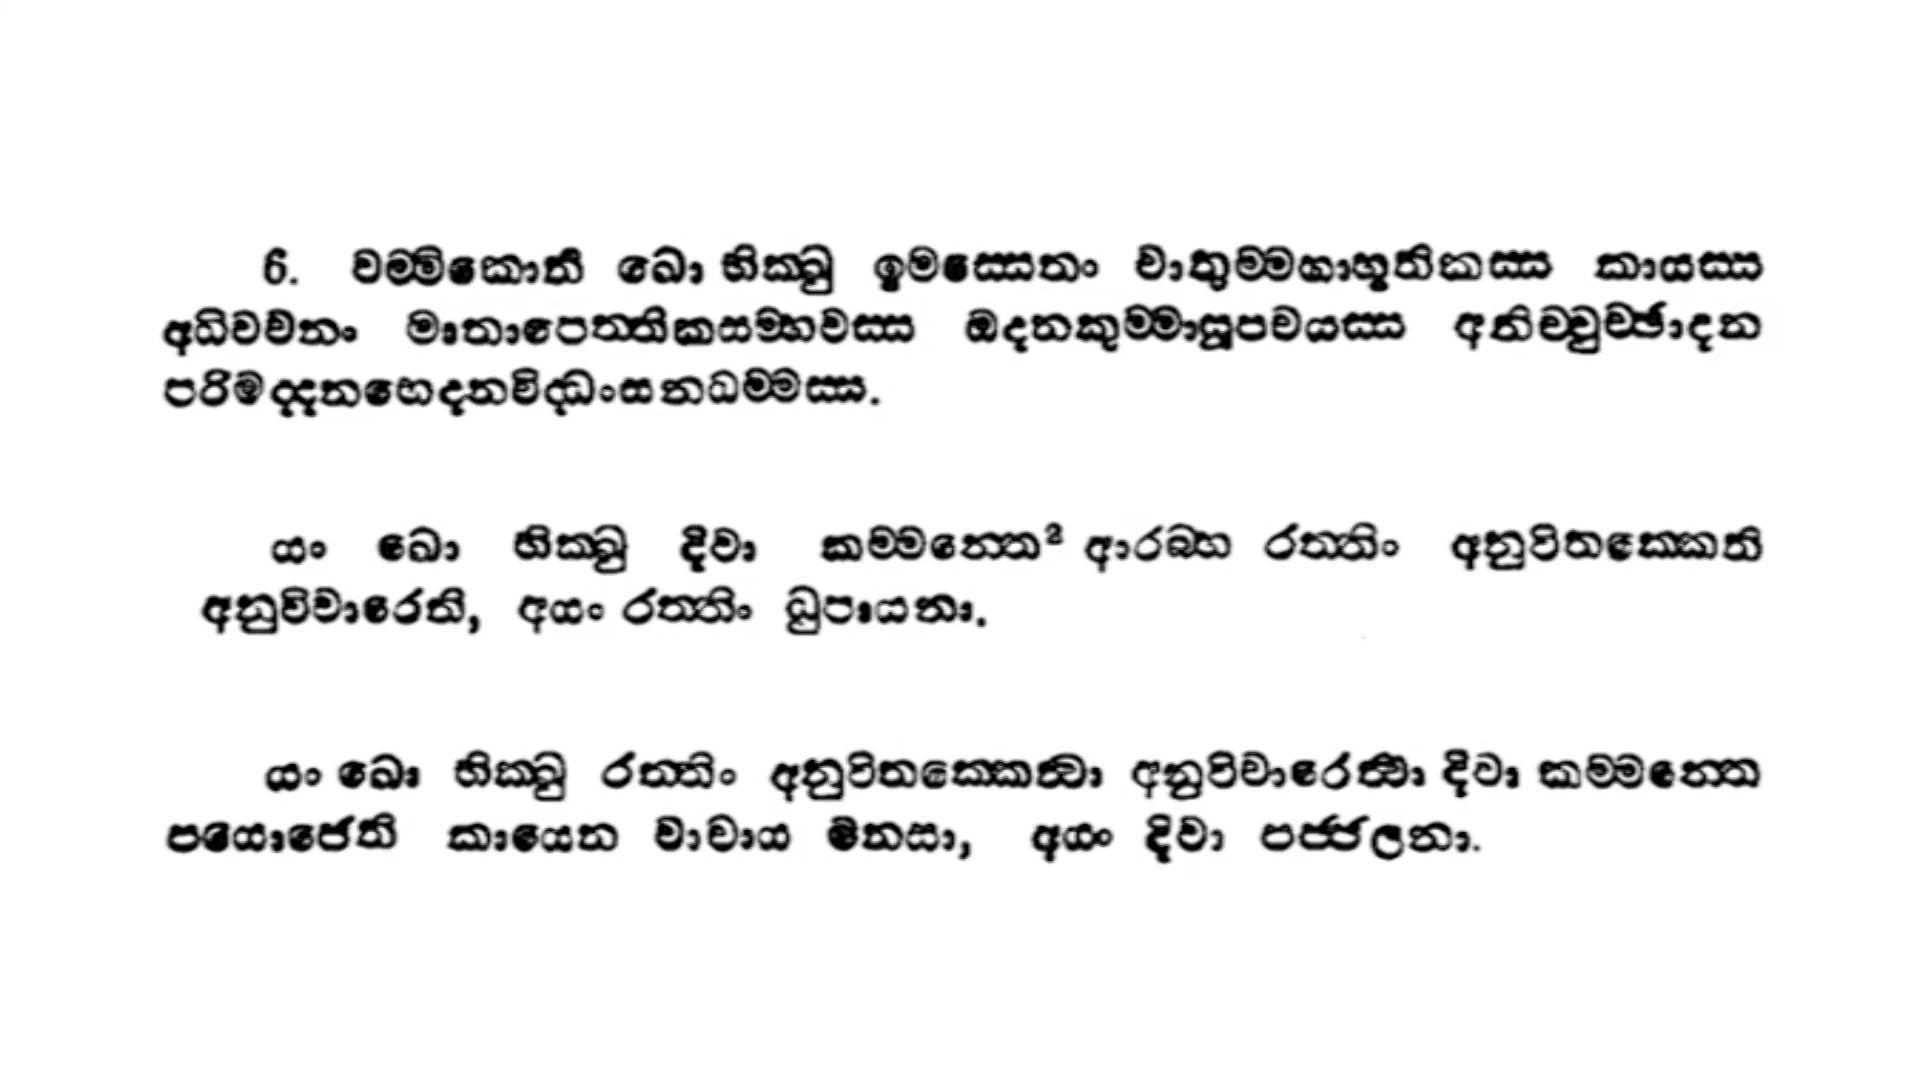 6. වම්මිකොති ඛො භික්ඛු ඉමස්සෙතං චාතුම්මහාභූතිකස්ස කායස්ස
අධිවචනං මාතාපෙත්තිකසම්භවස්ස ඔදනකුම්මාසූපචයස්ස අනිච්චුච්ඡාදන
පරිමද්දනභෙදනවිද්ධංසනධම්මස්ස.
යං ඛො භික්ඛු දිවා කම්මන්තෙ² ආරබ්භ රත්තිං අනුවිතක්කෙති
අනුවිචාරෙති, අයං රත්තිං ධූපායනා.
යං ඛො භික්ඛු රත්තිං අනුවිතක්කෙත්වා අනුවිචාරෙත්වා දිවා කම්මන්තෙ
පයොජෙති කායෙන වාචාය මනසා, අයං දිවා පජ්ජලනා.